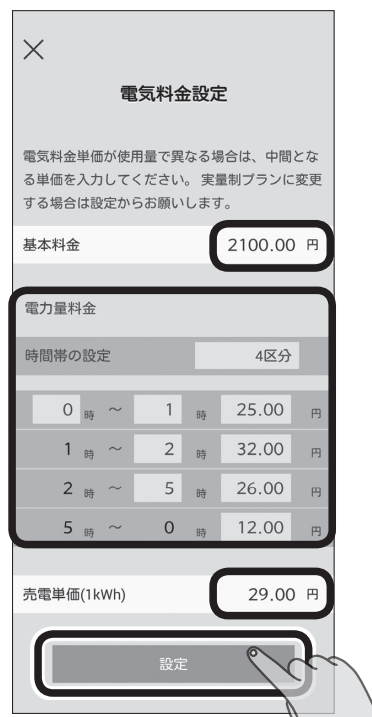 電気料金設定
電気料金単価が使用量で異なる場合は、中間とな
る単価を入力してください。 実量制プランに変更
する場合は設定からお願いします。
基本料金 2100.00 円
電力量料金
時間帯の設定 4区分
0 時 ～ 1 時 25.00 円
1 時 ～ 2 時 32.00 円
2 時 ～ 5 時 26.00 円
5 時 ～ 0 時 12.00 円
売電単価(1kWh) 29.00 円
設定